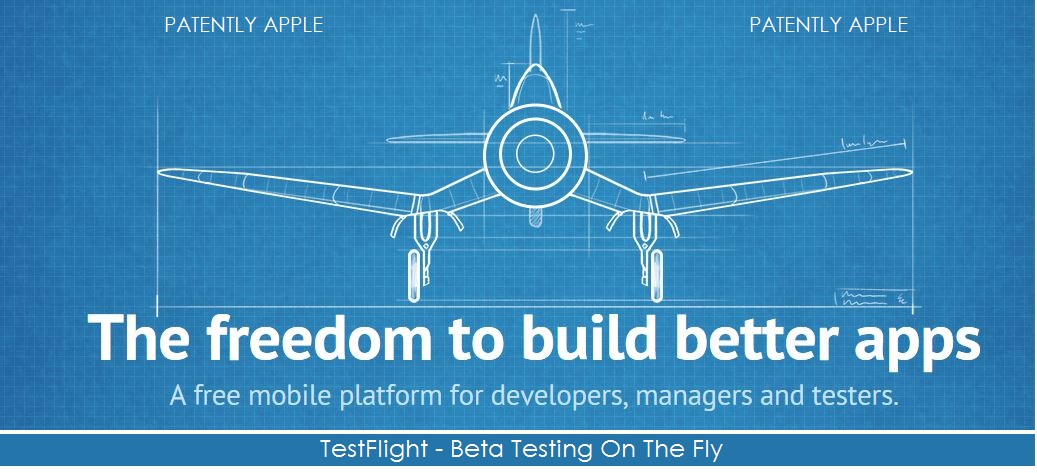 PATENTLY APPLE PATENTLY APPLE
The freedom to build better apps
A free mobile platform for developers, managers and testers.
TestFlight - Beta Testing On The Fly